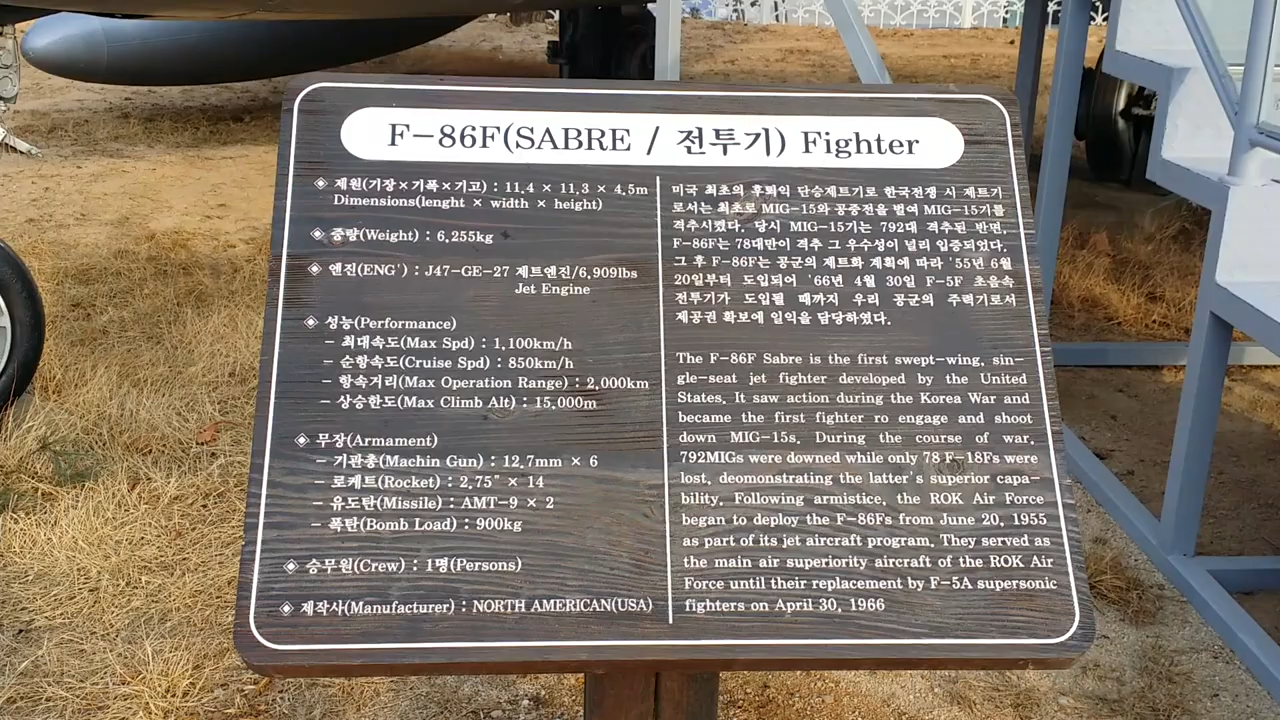 F-86F(SABRE / 전투기) Fighter
◈ 제원(기장×기폭×기고) : 11.4 × 11.3 × 4.5m
Dimensions(lenght × width × height)
◈ 중량(Weight) : 6,255kg
◈ 엔진(ENG') : J47-GE-27 제트엔진/6,909lbs
Jet Engine
◈ 성능(Performance)
- 최대속도(Max Spd) : 1,100km/h
- 순항속도(Cruise Spd) : 850km/h
- 항속거리(Max Operation Range) : 2,000km
- 상승한도(Max Climb Alt) : 15,000m
◈ 무장(Armament)
- 기관총(Machin Gun) : 12.7mm × 6
- 로케트(Rocket) : 2.75" × 14
- 유도탄(Missile) : AMT-9 × 2
- 폭탄(Bomb Load) : 900kg
◈ 승무원(Crew) : 1명(Persons)
◈ 제작사(Manufacturer) : NORTH AMERICAN(USA)
미국 최초의 후퇴익 단승제트기로 한국전쟁 시 제트기
로서는 최초로 MIG-15와 공중전을 벌여 MIG-15기를
격추시켰다. 당시 MIG-15기는 792대 격추된 반면,
F-86F는 78대만이 격추 그 우수성이 널리 입증되었다.
그 후 F-86F는 공군의 제트화 계획에 따라 '55년 6월
20일부터 도입되어 '66년 4월 30일 F-5F 초음속
전투기가 도입될 때까지 우리 공군의 주력기로서
제공권 확보에 일익을 담당하였다.
The F-86F Sabre is the first swept-wing, sin-
gle-seat jet fighter developed by the United
States. It saw action during the Korea War and
became the first fighter ro engage and shoot
down MIG-15s. During the course of war,
792MIGs were downed while only 78 F-18Fs were
lost, deomonstrating the latter's superior capa-
bility. Following armistice, the ROK Air Force
began to deploy the F-86Fs from June 20, 1955
as part of its jet aircraft program. They served as
the main air superiority aircraft of the ROK Air
Force until their replacement by F-5A supersonic
fighters on April 30, 1966